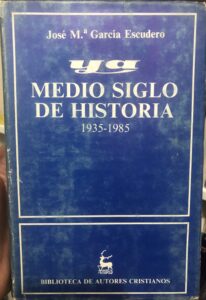 José M.ª García Escudero
ya
MEDIO SIGLO
DE HISTORIA
1935-1985
BIBLIOTECA DE AUTORES CRISTIANOS